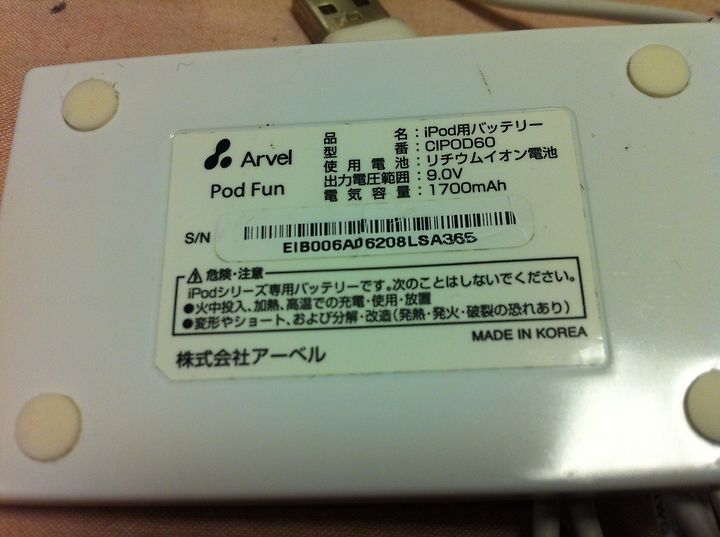 Arvel
Pod Fun
品名：iPod用バッテリー
型番：CIPOD60
使用電池：リチウムイオン電池
出力電圧範囲：9.0V
電気容量：1700mAh
S/N
EIB006A06208LSA365
危険・注意
iPodシリーズ専用バッテリーです。次のことはしないでください。
●火中投入、加熱、高温での充電・使用・放置
●変形やショート、および分解・改造（発熱・発火・破裂の恐れあり）
MADE IN KOREA
株式会社アーベル